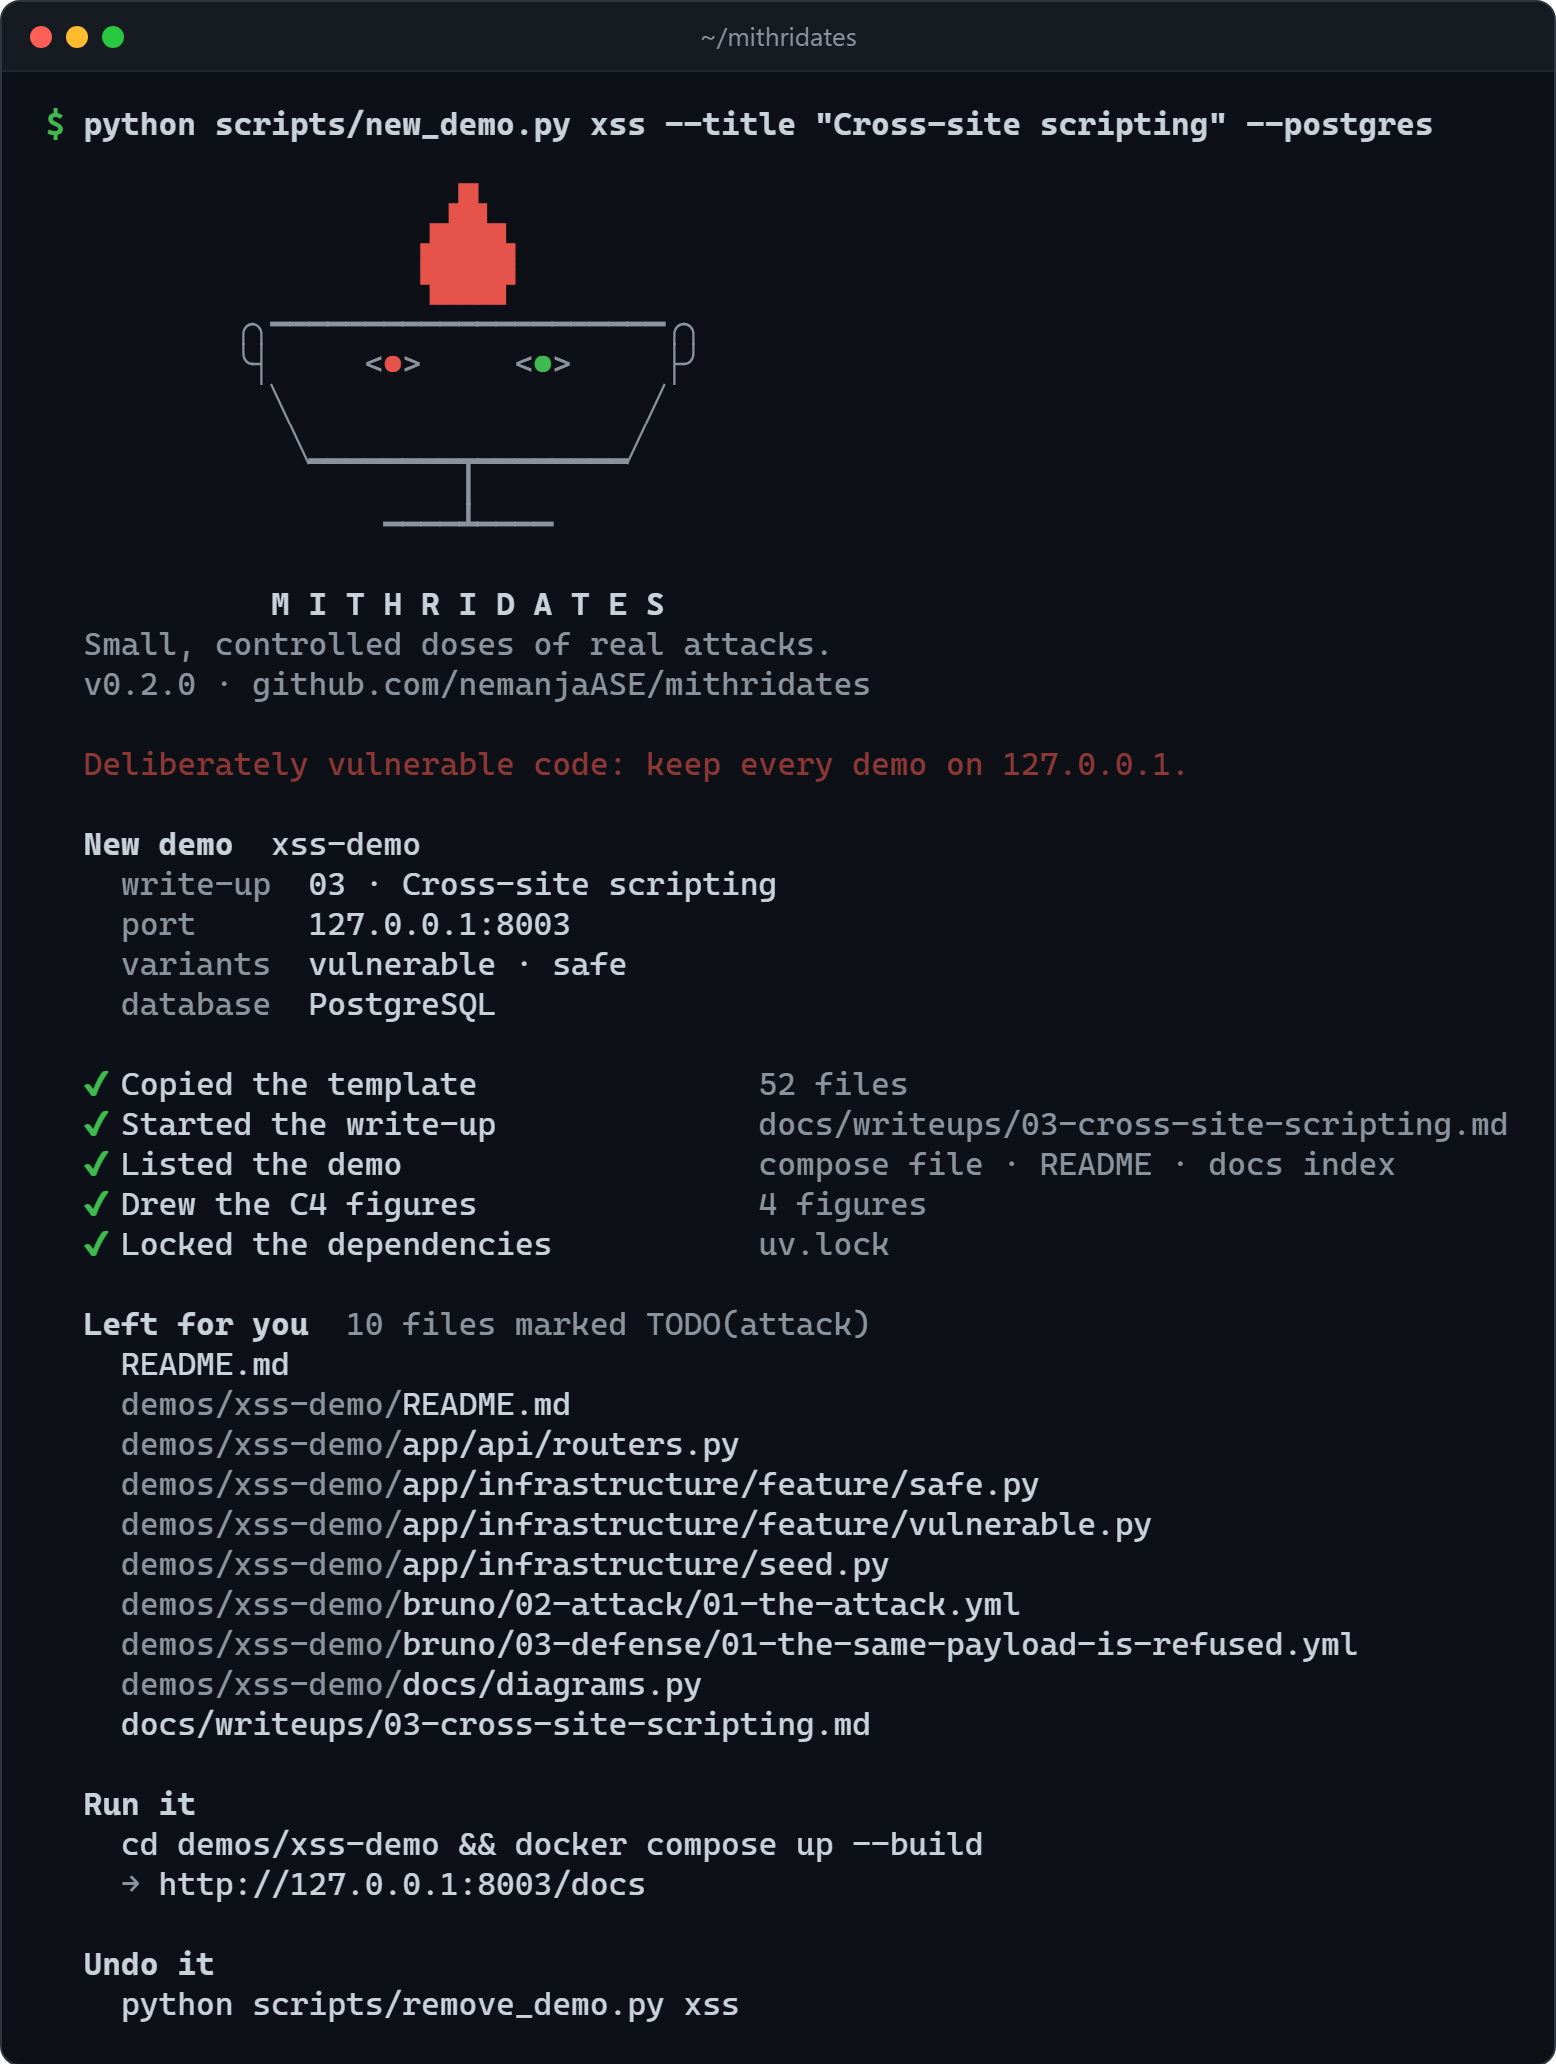 ~/mithridates
$ python scripts/new_demo.py xss --title "Cross-site scripting" --postgres
<●> <●>
M I T H R I D A T E S
Small, controlled doses of real attacks.
v0.2.0 · github.com/nemanjaASE/mithridates
Deliberately vulnerable code: keep every demo on 127.0.0.1.
New demo xss-demo
write-up 03 · Cross-site scripting
port 127.0.0.1:8003
variants vulnerable · safe
database PostgreSQL
✔ Copied the template 52 files
✔ Started the write-up docs/writeups/03-cross-site-scripting.md
✔ Listed the demo compose file · README · docs index
✔ Drew the C4 figures 4 figures
✔ Locked the dependencies uv.lock
Left for you 10 files marked TODO(attack)
README.md
demos/xss-demo/README.md
demos/xss-demo/app/api/routers.py
demos/xss-demo/app/infrastructure/feature/safe.py
demos/xss-demo/app/infrastructure/feature/vulnerable.py
demos/xss-demo/app/infrastructure/seed.py
demos/xss-demo/bruno/02-attack/01-the-attack.yml
demos/xss-demo/bruno/03-defense/01-the-same-payload-is-refused.yml
demos/xss-demo/docs/diagrams.py
docs/writeups/03-cross-site-scripting.md
Run it
cd demos/xss-demo && docker compose up --build
→ http://127.0.0.1:8003/docs
Undo it
python scripts/remove_demo.py xss